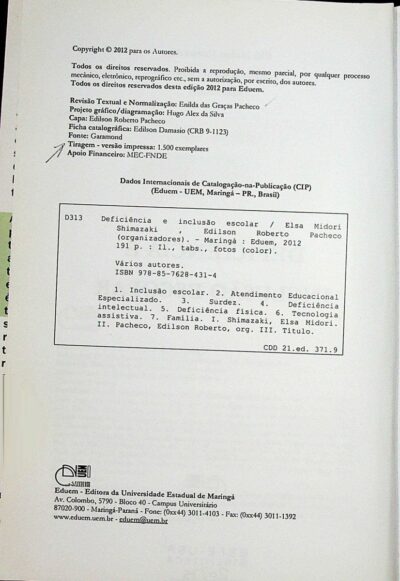 Copyright © 2012 para os Autores.
Todos os direitos reservados. Proibida a reprodução, mesmo parcial, por qualquer processo
mecânico, eletrônico, reprográfico etc., sem a autorização, por escrito, dos autores.
Todos os direitos reservados desta edição 2012 para Eduem.
Revisão Textual e Normalização: Enilda das Graças Pacheco
Projeto gráfico/diagramação: Hugo Alex da Silva
Capa: Edilson Roberto Pacheco
Ficha catalográfica: Edilson Damasio (CRB 9-1123)
Fonte: Garamond
Tiragem - versão impressa: 1.500 exemplares
Apoio Financeiro: MEC-FNDE
Dados Internacionais de Catalogação-na-Publicação (CIP)
(Eduem - UEM, Maringá – PR., Brasil)
D313 Deficiência e inclusão escolar / Elsa Midori
Shimazaki , Edilson Roberto Pacheco
(organizadores). - Maringá : Eduem, 2012
191 p. : Il., tabs., fotos (color).
Vários autores.
ISBN 978-85-7628-431-4
1. Inclusão escolar. 2. Atendimento Educacional
Especializado. 3. Surdez. 4. Deficiência
intelectual. 5. Deficiência física. 6. Tecnologia
assistiva. 7. Família. I. Shimazaki, Elsa Midori.
II. Pacheco, Edilson Roberto, org. III. Título.
CDD 21.ed. 371.9
Eduem - Editora da Universidade Estadual de Maringá
Av. Colombo, 5790 - Bloco 40 - Campus Universitário
87020-900 - Maringá-Paraná - Fone: (0xx44) 3011-4103 - Fax: (0xx44) 3011-1392
www.eduem.uem.br - eduem@uem.br